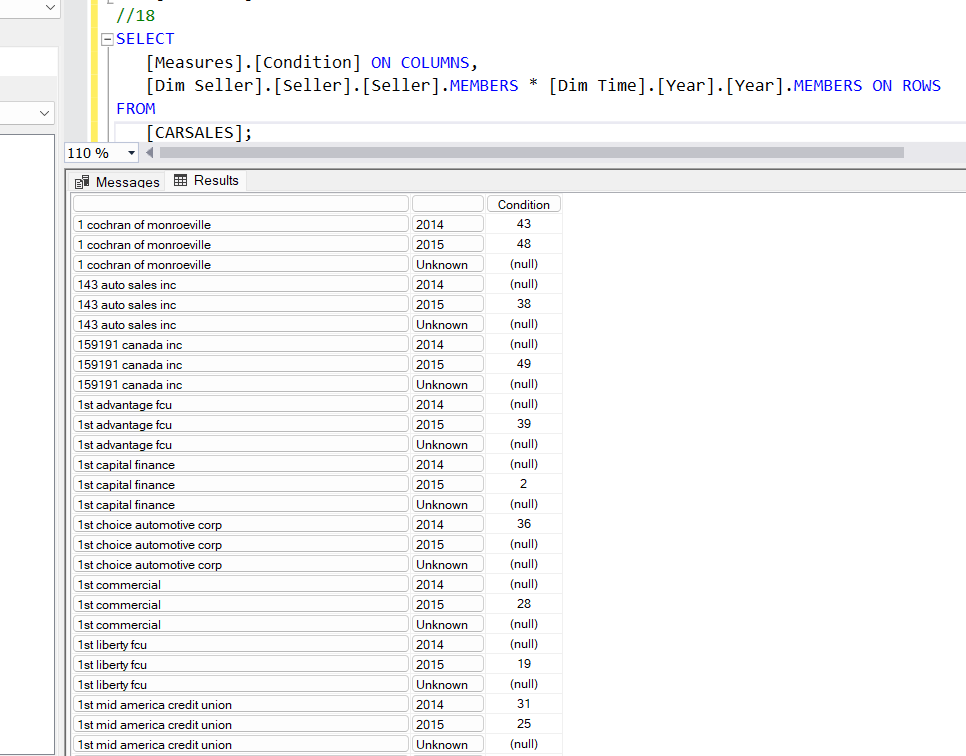 //18
SELECT
[Measures].[Condition] ON COLUMNS,
[Dim Seller].[Seller].[Seller].MEMBERS * [Dim Time].[Year].[Year].MEMBERS ON ROWS
FROM
[CARSALES];
110 %
Messages Results
Condition
1 cochran of monroeville 2014 43
1 cochran of monroeville 2015 48
1 cochran of monroeville Unknown (null)
143 auto sales inc 2014 (null)
143 auto sales inc 2015 38
143 auto sales inc Unknown (null)
159191 canada inc 2014 (null)
159191 canada inc 2015 49
159191 canada inc Unknown (null)
1st advantage fcu 2014 (null)
1st advantage fcu 2015 39
1st advantage fcu Unknown (null)
1st capital finance 2014 (null)
1st capital finance 2015 2
1st capital finance Unknown (null)
1st choice automotive corp 2014 36
1st choice automotive corp 2015 (null)
1st choice automotive corp Unknown (null)
1st commercial 2014 (null)
1st commercial 2015 28
1st commercial Unknown (null)
1st liberty fcu 2014 (null)
1st liberty fcu 2015 19
1st liberty fcu Unknown (null)
1st mid america credit union 2014 31
1st mid america credit union 2015 25
1st mid america credit union Unknown (null)